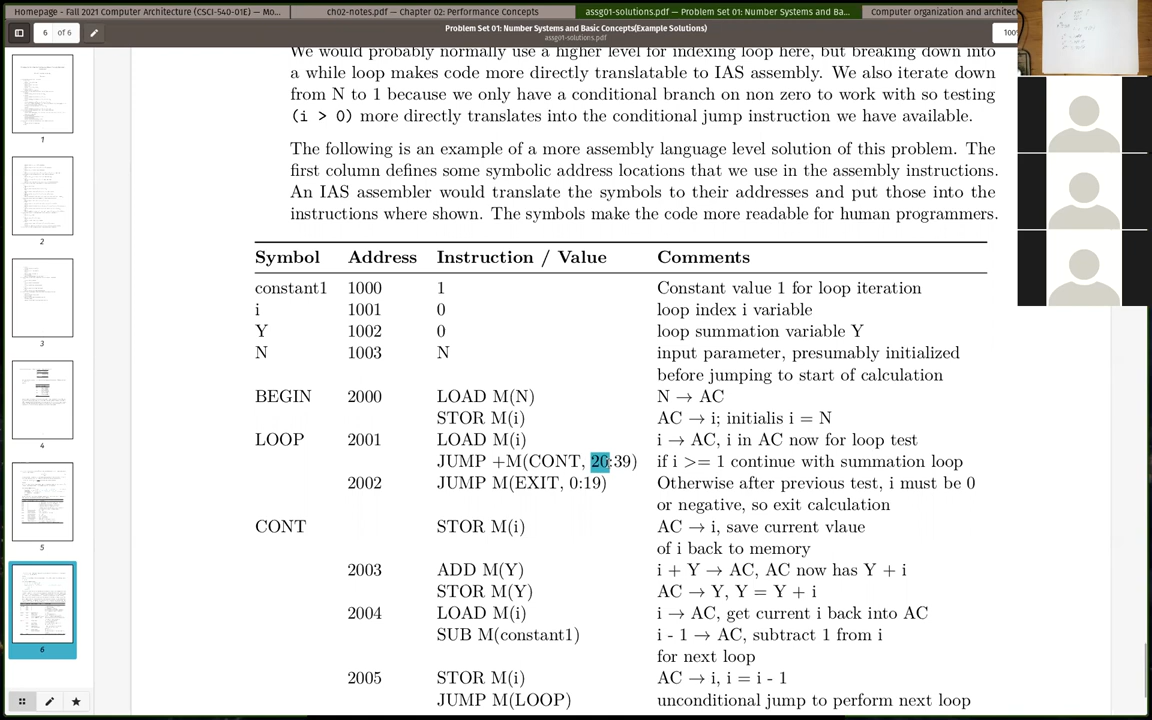 Homepage - Fall 2021 Computer Architecture (CSCI-540-01E) — Mo...
ch02-notes.pdf — Chapter 02: Performance Concepts
assg01-solutions.pdf — Problem Set 01: Number Systems and Ba...
Computer organization and architec
6 of 6
Problem Set 01: Number Systems and Basic Concepts(Example Solutions)
assg01-solutions.pdf
100
We would probably normally use a higher level for indexing loop here, but breaking down into
a while loop makes code more directly translatable to IAS assembly. We also iterate down
from N to 1 because we only have a conditional branch on non zero to work with so testing
(i > 0) more directly translates into the conditional jump instruction we have available.
The following is an example of a more assembly language level solution of this problem. The
first column defines some symbolic address locations that we use in the assembly instructions.
An IAS assembler would translate the symbols to their addresses and put those into the
instructions where shown. The symbols make the code more readable for human programmers.
Symbol Address Instruction / Value Comments
constant1 1000 1 Constant value 1 for loop iteration
i 1001 0 loop index i variable
Y 1002 0 loop summation variable Y
N 1003 N input parameter, presumably initialized
before jumping to start of calculation
BEGIN 2000 LOAD M(N) N → AC
STOR M(i) AC → i; initialis i = N
LOOP 2001 LOAD M(i) i → AC, i in AC now for loop test
JUMP +M(CONT, 20:39) if i >= 1 continue with summation loop
2002 JUMP M(EXIT, 0:19) Otherwise after previous test, i must be 0
or negative, so exit calculation
CONT STOR M(i) AC → i, save current vlaue
of i back to memory
2003 ADD M(Y) i + Y → AC, AC now has Y + i
STOR M(Y) AC → Y, Y = Y + i
2004 LOAD M(i) i → AC, get current i back into AC
SUB M(constant1) i - 1 → AC, subtract 1 from i
for next loop
2005 STOR M(i) AC → i, i = i - 1
JUMP M(LOOP) unconditional jump to perform next loop
1
2
3
4
5
6